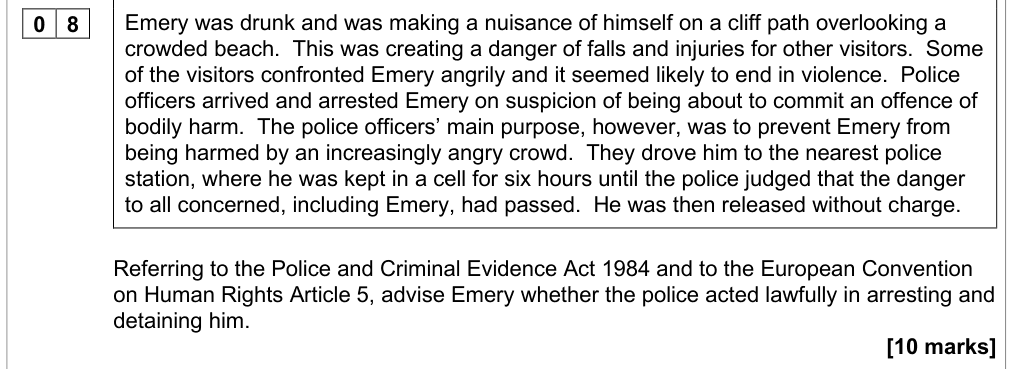 0 8
Emery was drunk and was making a nuisance of himself on a cliff path overlooking a
crowded beach. This was creating a danger of falls and injuries for other visitors. Some
of the visitors confronted Emery angrily and it seemed likely to end in violence. Police
officers arrived and arrested Emery on suspicion of being about to commit an offence of
bodily harm. The police officers’ main purpose, however, was to prevent Emery from
being harmed by an increasingly angry crowd. They drove him to the nearest police
station, where he was kept in a cell for six hours until the police judged that the danger
to all concerned, including Emery, had passed. He was then released without charge.
Referring to the Police and Criminal Evidence Act 1984 and to the European Convention
on Human Rights Article 5, advise Emery whether the police acted lawfully in arresting and
detaining him.
[10 marks]